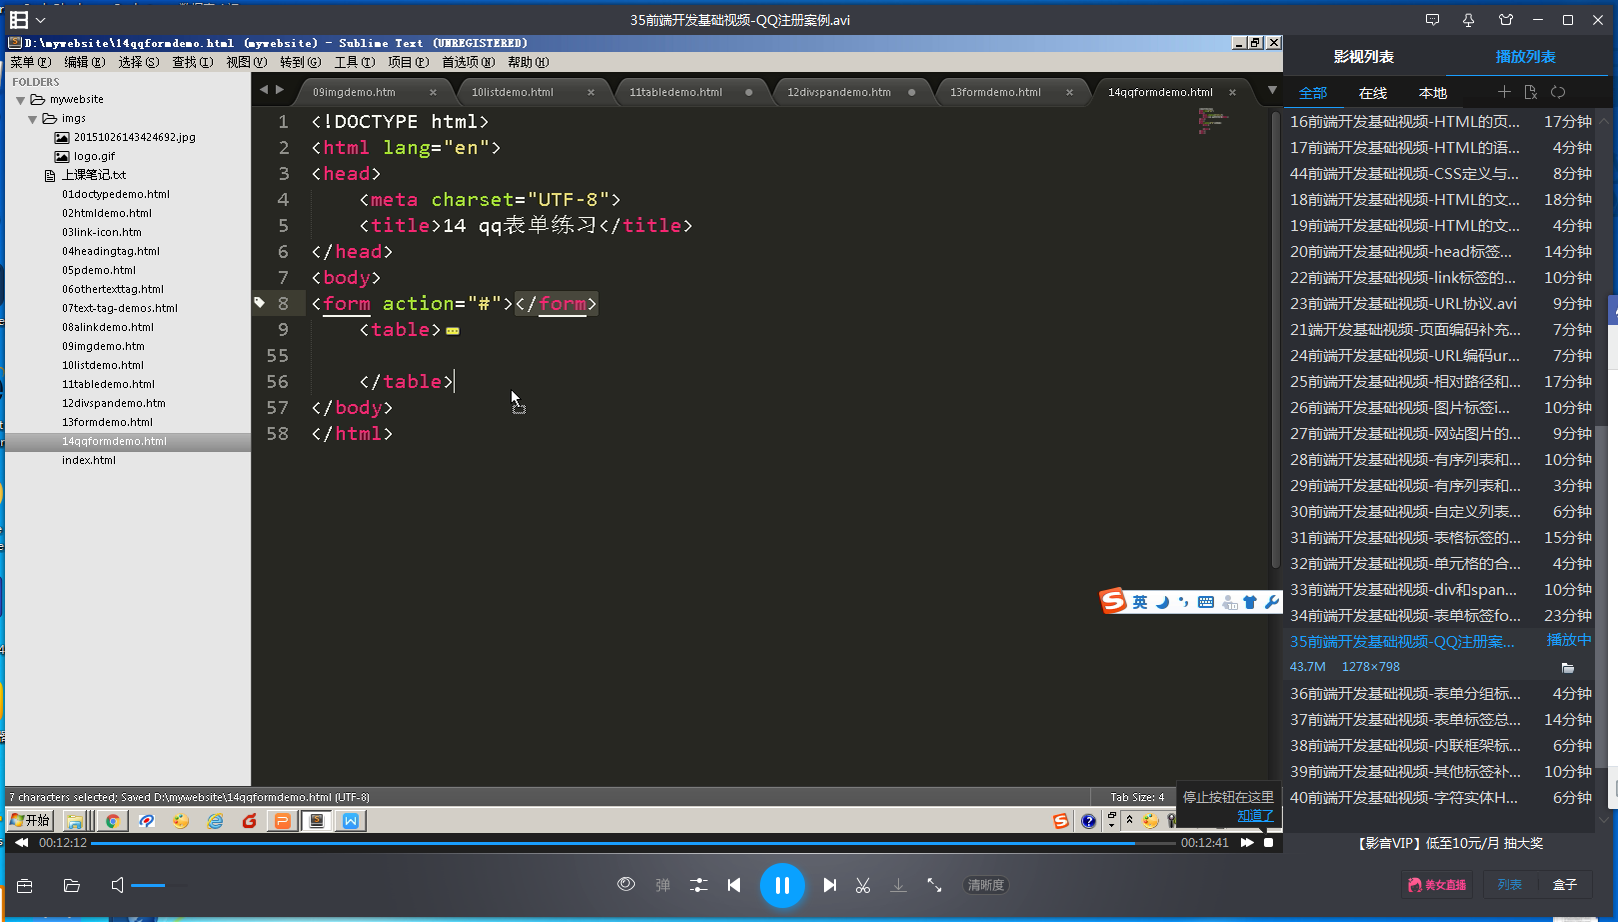 35前端开发基础视频-QQ注册案例.avi
D:\mywebsite\14qqformdemo.html (mywebsite) - Sublime Text (UNREGISTERED)
菜单(F) 编辑(E) 选择(S) 查找(I) 视图(V) 转到(G) 工具(T) 项目(P) 首选项(N) 帮助(H)
FOLDERS
mywebsite
imgs
20151026143424692.jpg
logo.gif
上课笔记.txt
01doctypedemo.html
02htmldemo.html
03link-icon.htm
04headingtag.html
05pdemo.html
06othertexttag.html
07text-tag-demos.html
08alinkdemo.html
09imgdemo.htm
10listdemo.html
11tabledemo.html
12divspandemo.htm
13formdemo.html
14qqformdemo.html
index.html
09imgdemo.htm × 10listdemo.html × 11tabledemo.html 12divspandemo.htm 13formdemo.html × 14qqformdemo.html ×
1 <!DOCTYPE html>
2 <html lang="en">
3 <head>
4 <meta charset="UTF-8">
5 <title>14 qq表单练习</title>
6 </head>
7 <body>
8 <form action="#"></form>
9 <table>
55
56 </table>
57 </body>
58 </html>
英
7 characters selected; Saved D:\mywebsite\14qqformdemo.html (UTF-8)
Tab Size: 4
停止按钮在这里
知道了
开始
00:12:12
00:12:41
弹
清晰度
影视列表 播放列表
全部 在线 本地
16前端开发基础视频-HTML的页... 17分钟
17前端开发基础视频-HTML的语... 4分钟
44前端开发基础视频-CSS定义与... 8分钟
18前端开发基础视频-HTML的文... 18分钟
19前端开发基础视频-HTML的文... 4分钟
20前端开发基础视频-head标签... 14分钟
22前端开发基础视频-link标签的... 10分钟
23前端开发基础视频-URL协议.avi 9分钟
21端开发基础视频-页面编码补充... 7分钟
24前端开发基础视频-URL编码ur... 7分钟
25前端开发基础视频-相对路径和... 17分钟
26前端开发基础视频-图片标签i... 10分钟
27前端开发基础视频-网站图片的... 9分钟
28前端开发基础视频-有序列表和... 10分钟
29前端开发基础视频-有序列表和... 3分钟
30前端开发基础视频-自定义列表... 6分钟
31前端开发基础视频-表格标签的... 15分钟
32前端开发基础视频-单元格的合... 4分钟
33前端开发基础视频-div和span... 10分钟
34前端开发基础视频-表单标签fo... 23分钟
35前端开发基础视频-QQ注册案... 播放中
43.7M 1278×798
36前端开发基础视频-表单分组标... 4分钟
37前端开发基础视频-表单标签总... 14分钟
38前端开发基础视频-内联框架标... 6分钟
39前端开发基础视频-其他标签补... 10分钟
40前端开发基础视频-字符实体H... 6分钟
【影音VIP】低至10元/月 抽大奖
美女直播 列表 盒子